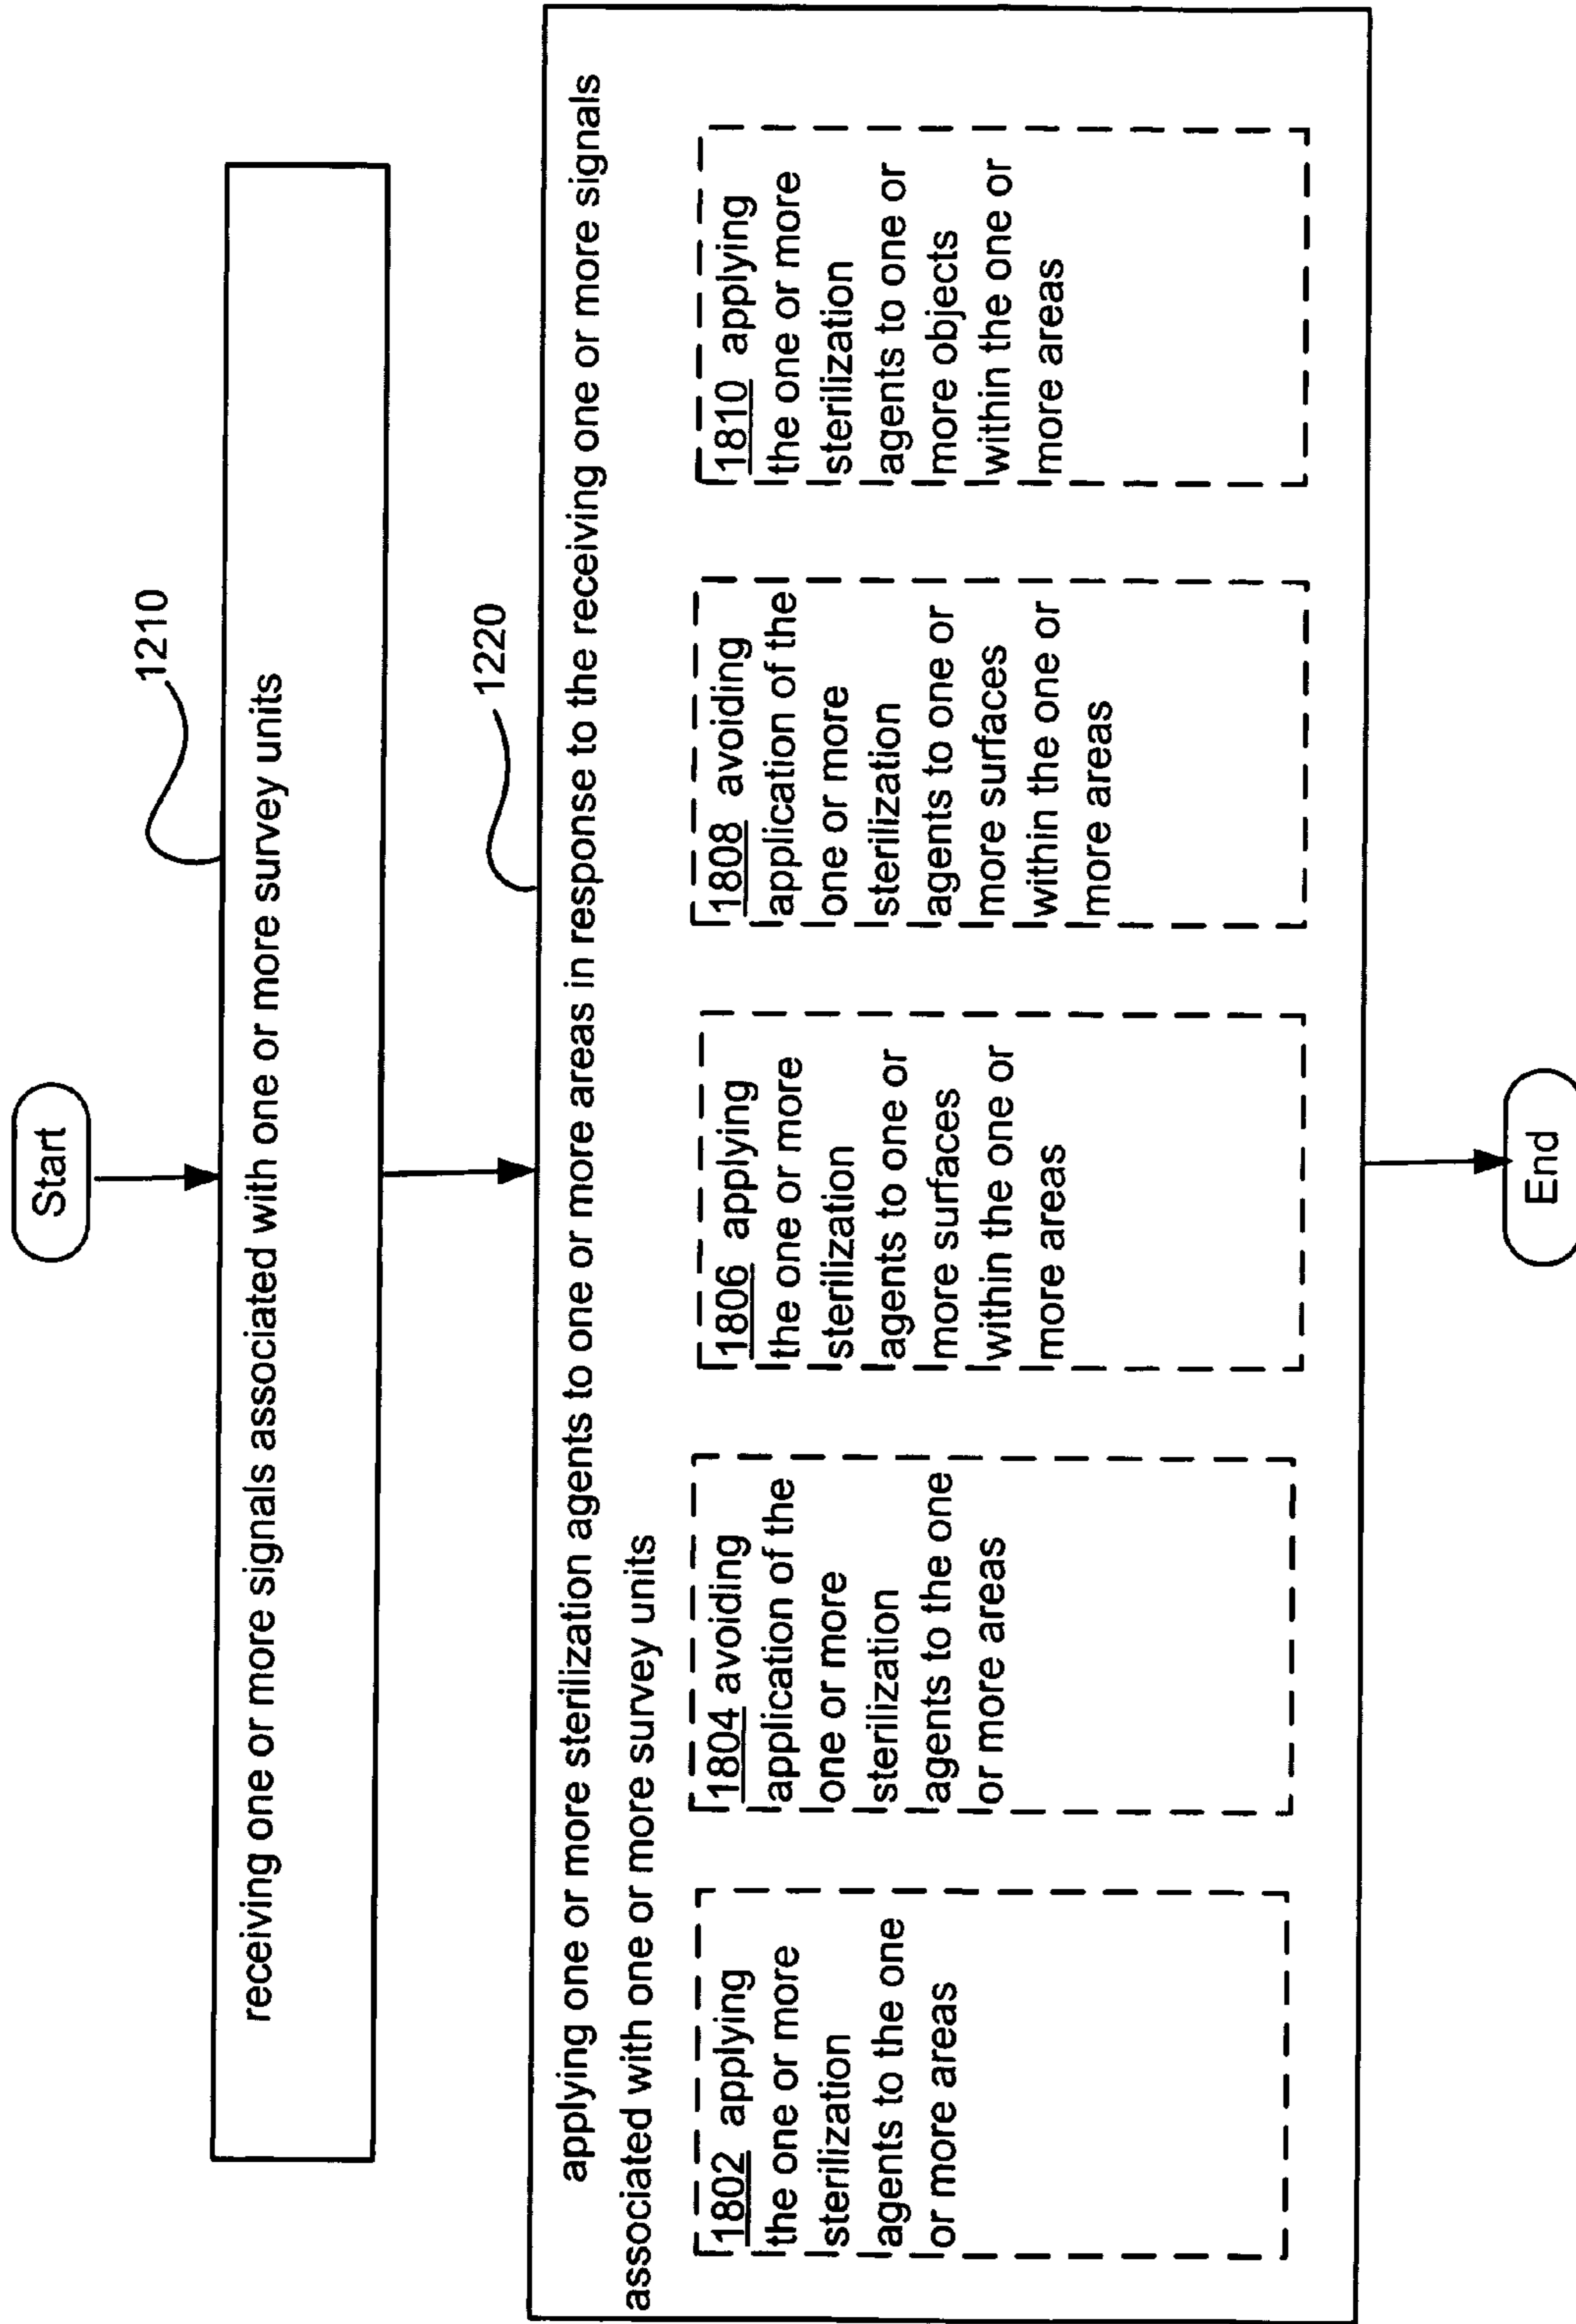 Start
1210
receiving one or more signals associated with one or more survey units
1220
applying one or more sterilization agents to one or more areas in response to the receiving one or more signals
associated with one or more survey units
1802 applying
the one or more
sterilization
agents to the one
or more areas
1804 avoiding
application of the
one or more
sterilization
agents to the one
or more areas
1806 applying
the one or more
sterilization
agents to one or
more surfaces
within the one or
more areas
1808 avoiding
application of the
one or more
sterilization
agents to one or
more surfaces
within the one or
more areas
1810 applying
the one or more
sterilization
agents to one or
more objects
within the one or
more areas
End